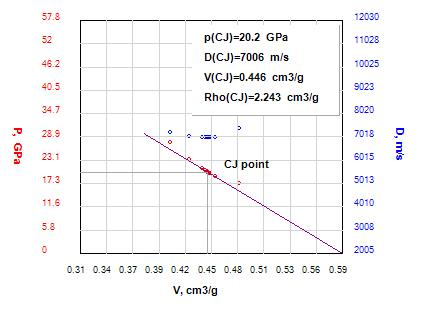 57.8
52
46.2
40.5
34.7
28.9
23.1
17.3
11.6
5.8
0
P, GPa
p(CJ)=20.2 GPa
D(CJ)=7006 m/s
V(CJ)=0.446 cm3/g
Rho(CJ)=2.243 cm3/g
CJ point
12030
11028
10025
9023
8020
7018
6015
5013
4010
3008
2005
D, m/s
0.31 0.34 0.37 0.39 0.42 0.45 0.48 0.51 0.53 0.56 0.59
V, cm3/g